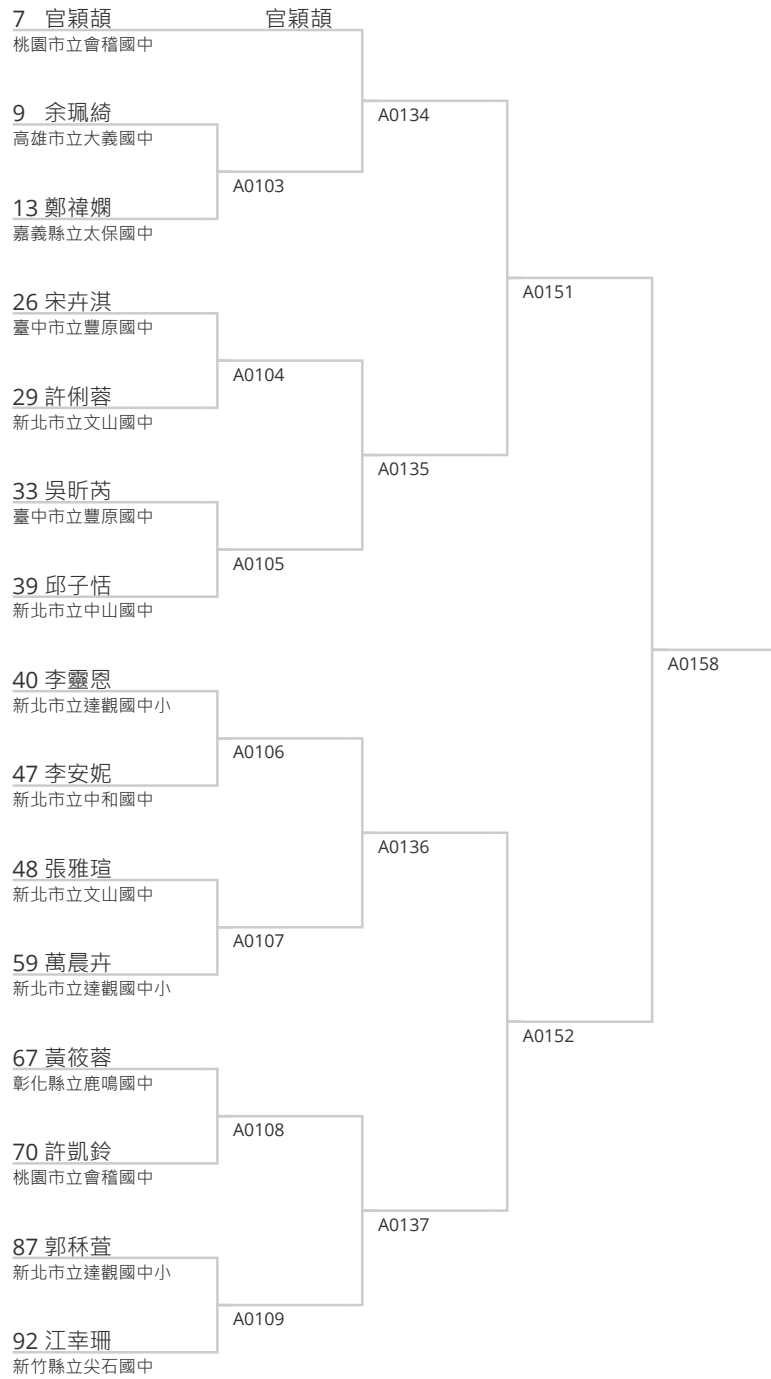 7 官穎頡 官穎頡
桃園市立會稽國中
A0134
9 余珮綺
高雄市立大義國中
A0103
13 鄭禕嫻
嘉義縣立太保國中
A0151
26 宋卉淇
臺中市立豐原國中
A0104
29 許俐蓉
新北市立文山國中
A0135
33 吳昕芮
臺中市立豐原國中
A0105
39 邱子恬
新北市立中山國中
A0158
40 李靈恩
新北市立達觀國中小
A0106
47 李安妮
新北市立中和國中
A0136
48 張雅瑄
新北市立文山國中
A0107
59 萬晨卉
新北市立達觀國中小
A0152
67 黃筱蓉
彰化縣立鹿鳴國中
A0108
70 許凱鈴
桃園市立會稽國中
A0137
87 郭秝萱
新北市立達觀國中小
A0109
92 江幸珊
新竹縣立尖石國中